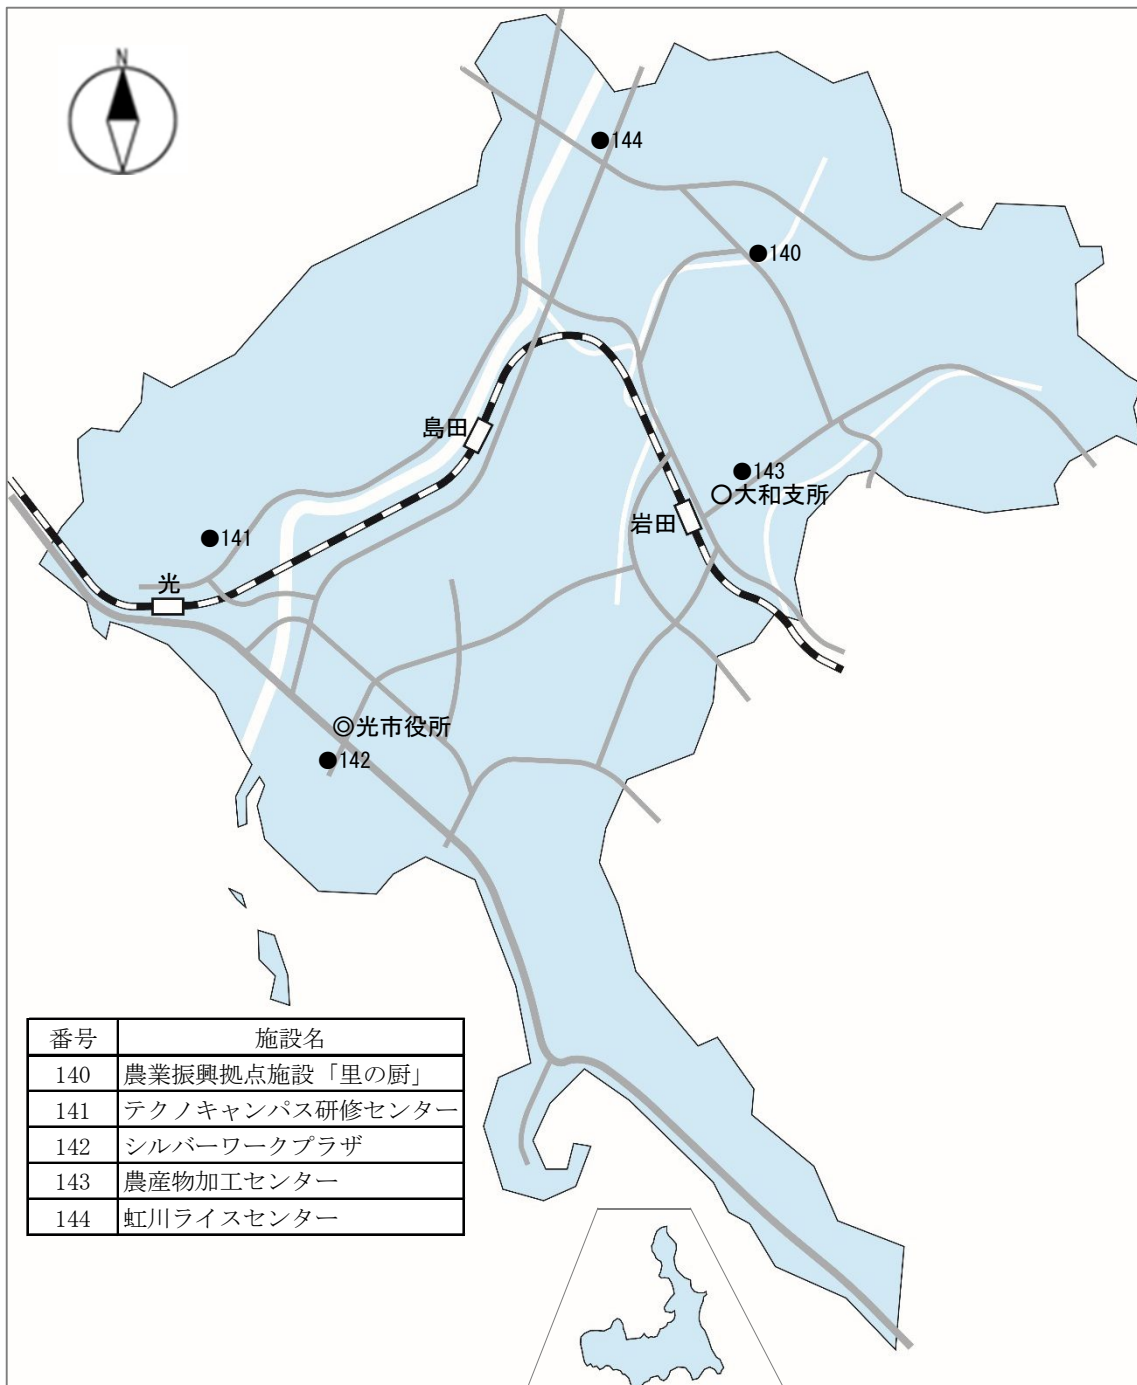 N
●144
●140
島田
●143
○大和支所
岩田
●141
光
◎光市役所
●142
番号 施設名
140 農業振興拠点施設「里の厨」
141 テクノキャンパス研修センター
142 シルバーワークプラザ
143 農産物加工センター
144 虹川ライスセンター